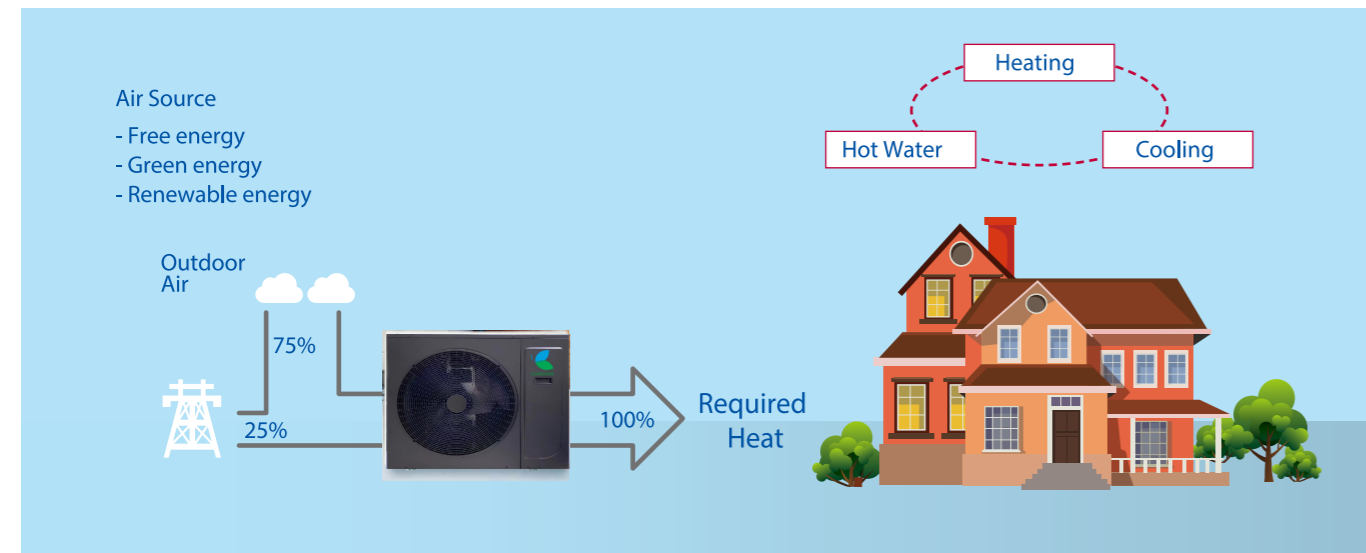 Air Source
- Free energy
- Green energy
- Renewable energy
Outdoor
Air
75%
25%
100%
Required
Heat
Heating
Hot Water
Cooling